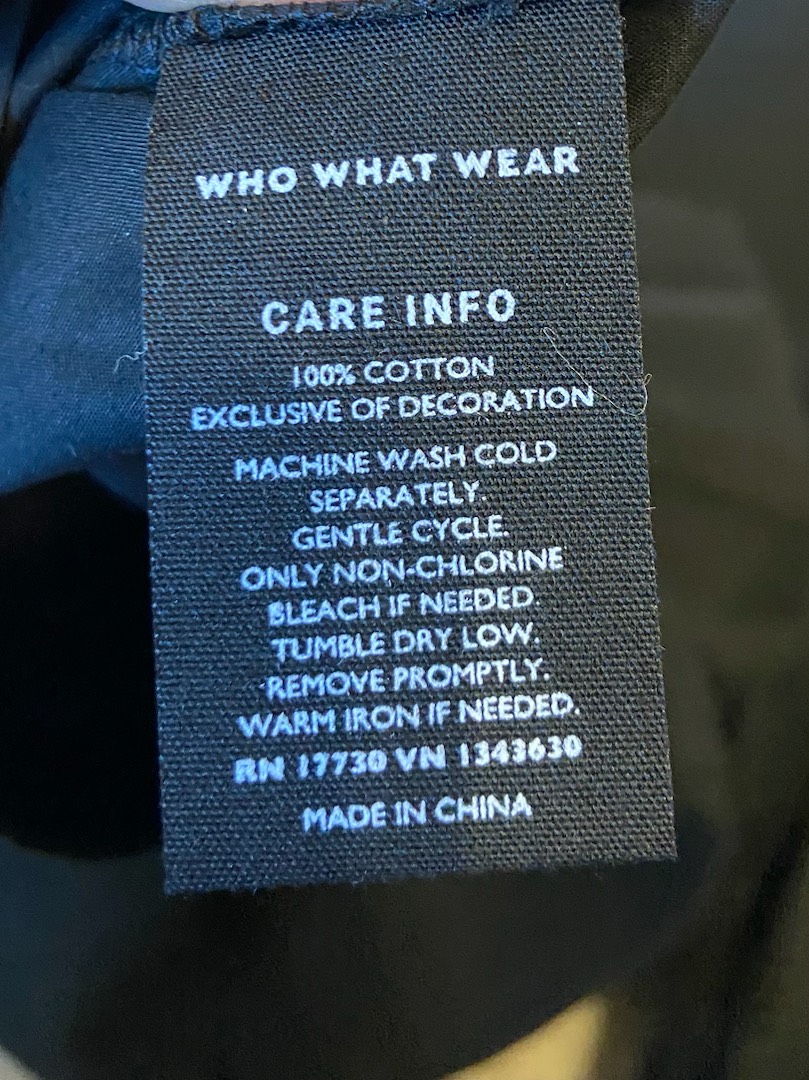 WHO WHAT WEAR
CARE INFO
100% COTTON
EXCLUSIVE OF DECORATION
MACHINE WASH COLD
SEPARATELY.
GENTLE CYCLE.
ONLY NON-CHLORINE
BLEACH IF NEEDED.
TUMBLE DRY LOW.
REMOVE PROMPTLY.
WARM IRON IF NEEDED.
RN 17730 VN 1343630
MADE IN CHINA